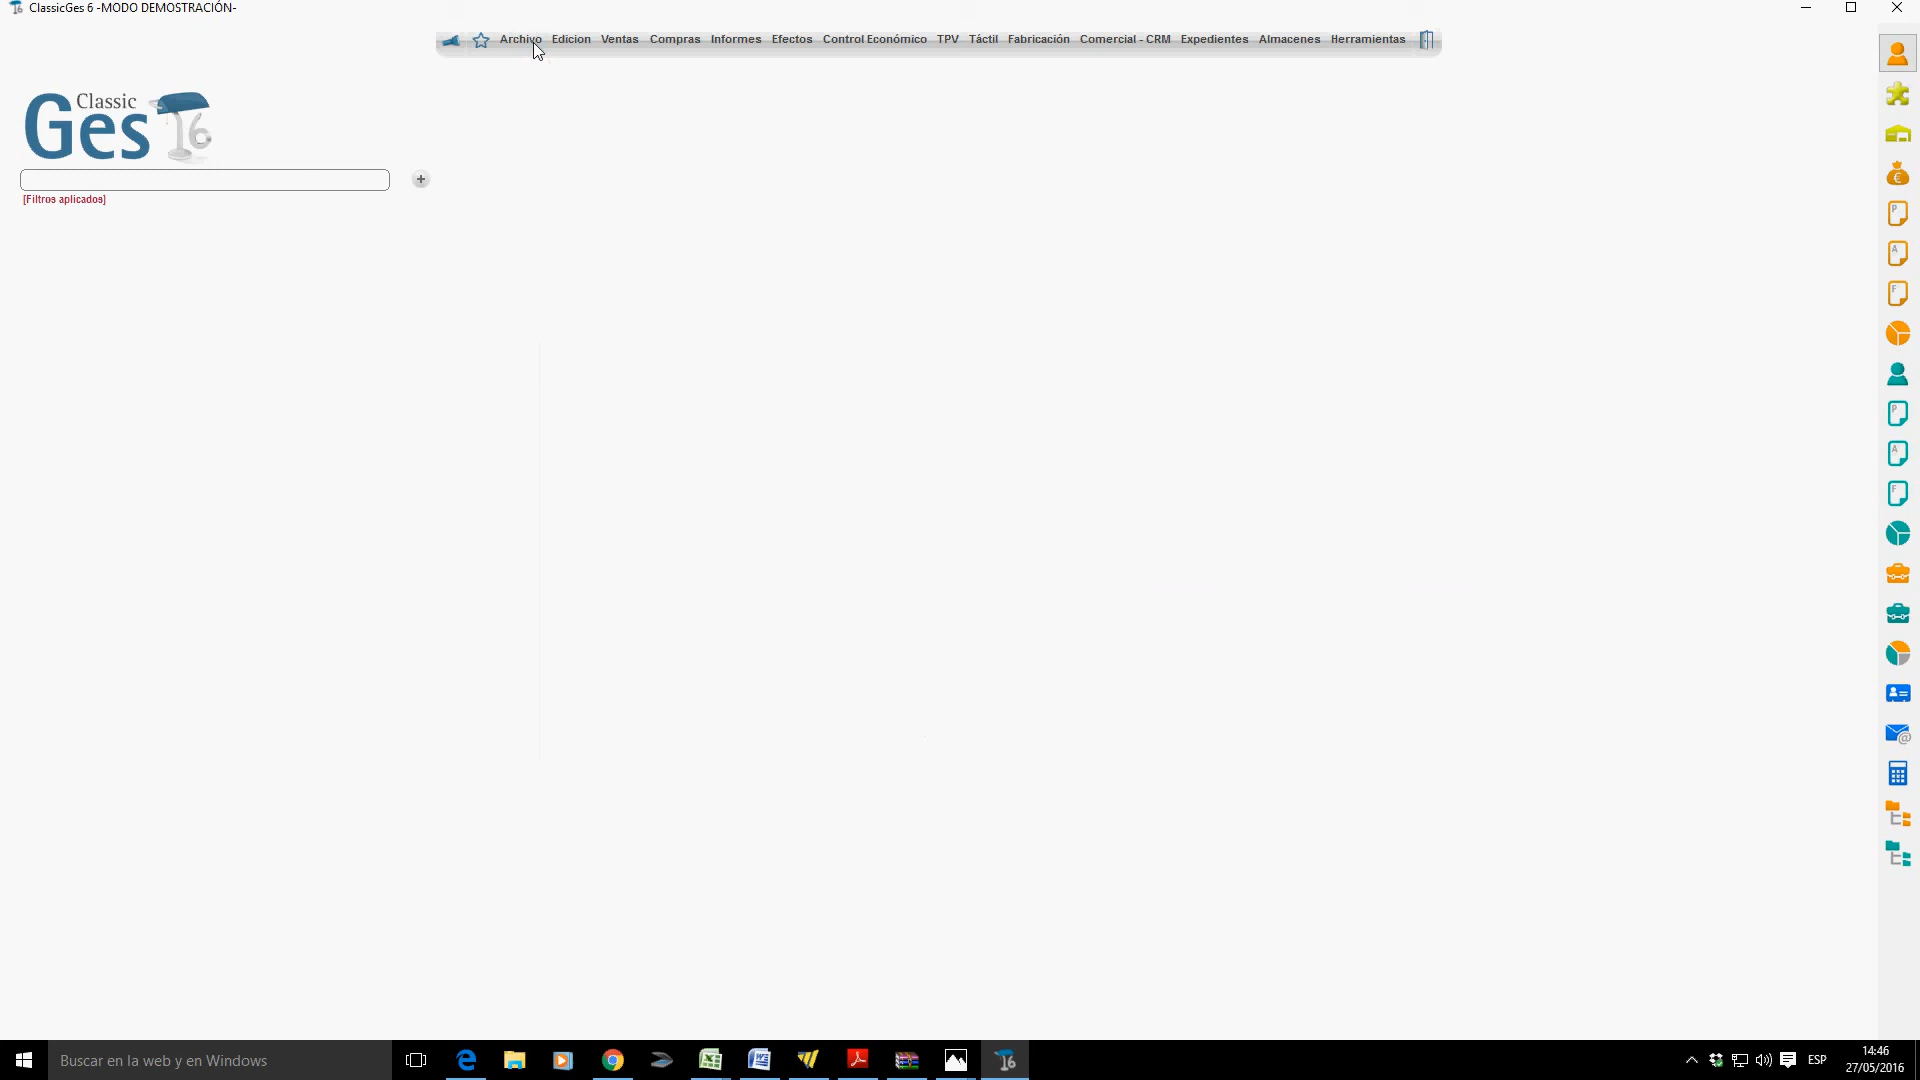 ClassicGes 6 -MODO DEMOSTRACIÓN-
Archivo Edicion Ventas Compras Informes Efectos Control Económico TPV Táctil Fabricación Comercial - CRM Expedientes Almacenes Herramientas
Classic
Ges 6
[Filtros aplicados]
P
A
F
P
A
F
Buscar en la web y en Windows
ESP
14:46
27/05/2016